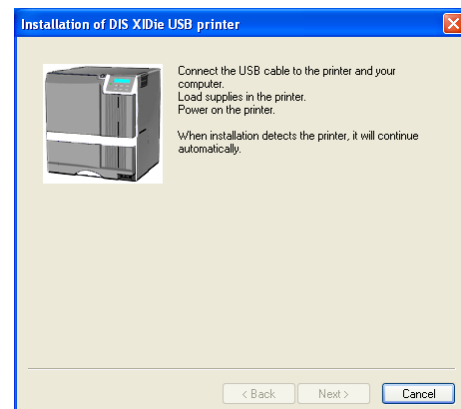 Installation of DIS XIDie USB printer
Connect the USB cable to the printer and your
computer.
Load supplies in the printer.
Power on the printer.
When installation detects the printer, it will continue
automatically.
< Back
Next >
Cancel